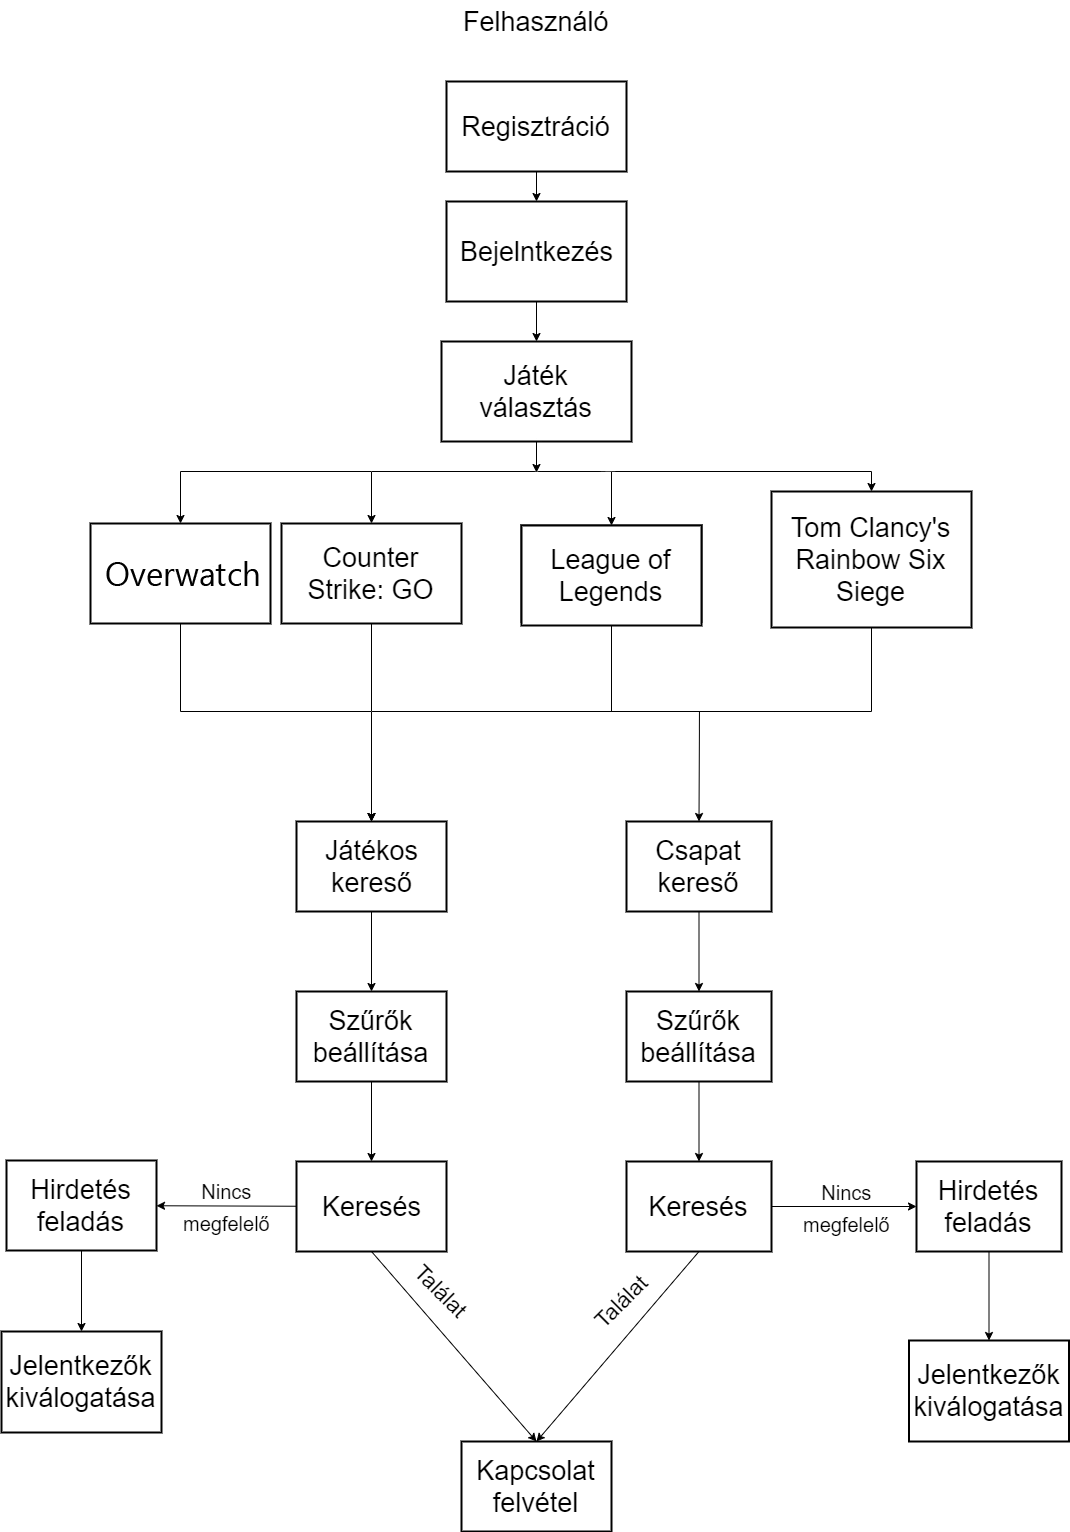 Felhasználó
Regisztráció
Bejelntkezés
Játék
választás
Overwatch
Counter
Strike: GO
League of
Legends
Tom Clancy's
Rainbow Six
Siege
Játékos
kereső
Csapat
kereső
Szűrők
beállítása
Szűrők
beállítása
Hirdetés
feladás
Nincs
megfelelő
Keresés
Keresés
Nincs
megfelelő
Hirdetés
feladás
Találat
Találat
Jelentkezők
kiválogatása
Jelentkezők
kiválogatása
Kapcsolat
felvétel